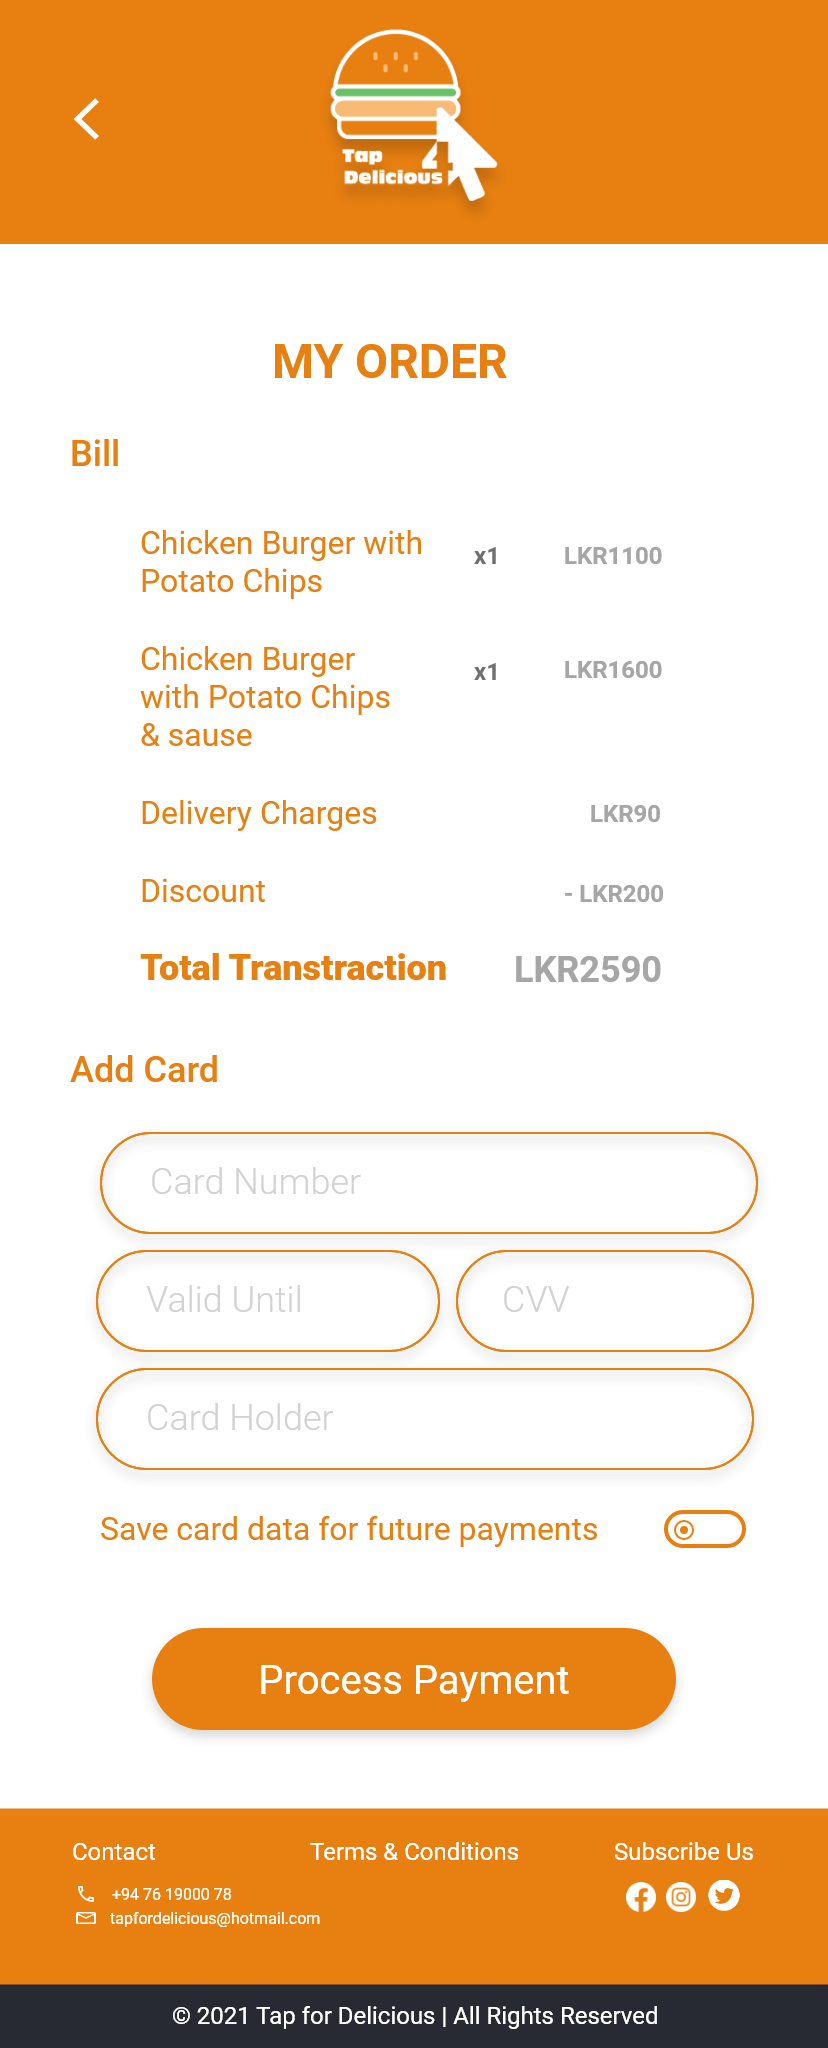 Tap 4
Delicious
MY ORDER
Bill
Chicken Burger with
Potato Chips
x1
LKR1100
Chicken Burger
with Potato Chips
& sause
x1
LKR1600
Delivery Charges
LKR90
Discount
- LKR200
Total Transtraction
LKR2590
Add Card
Card Number
Valid Until
CVV
Card Holder
Save card data for future payments
Process Payment
Contact
+94 76 19000 78
tapfordelicious@hotmail.com
Terms & Conditions
Subscribe Us
© 2021 Tap for Delicious | All Rights Reserved